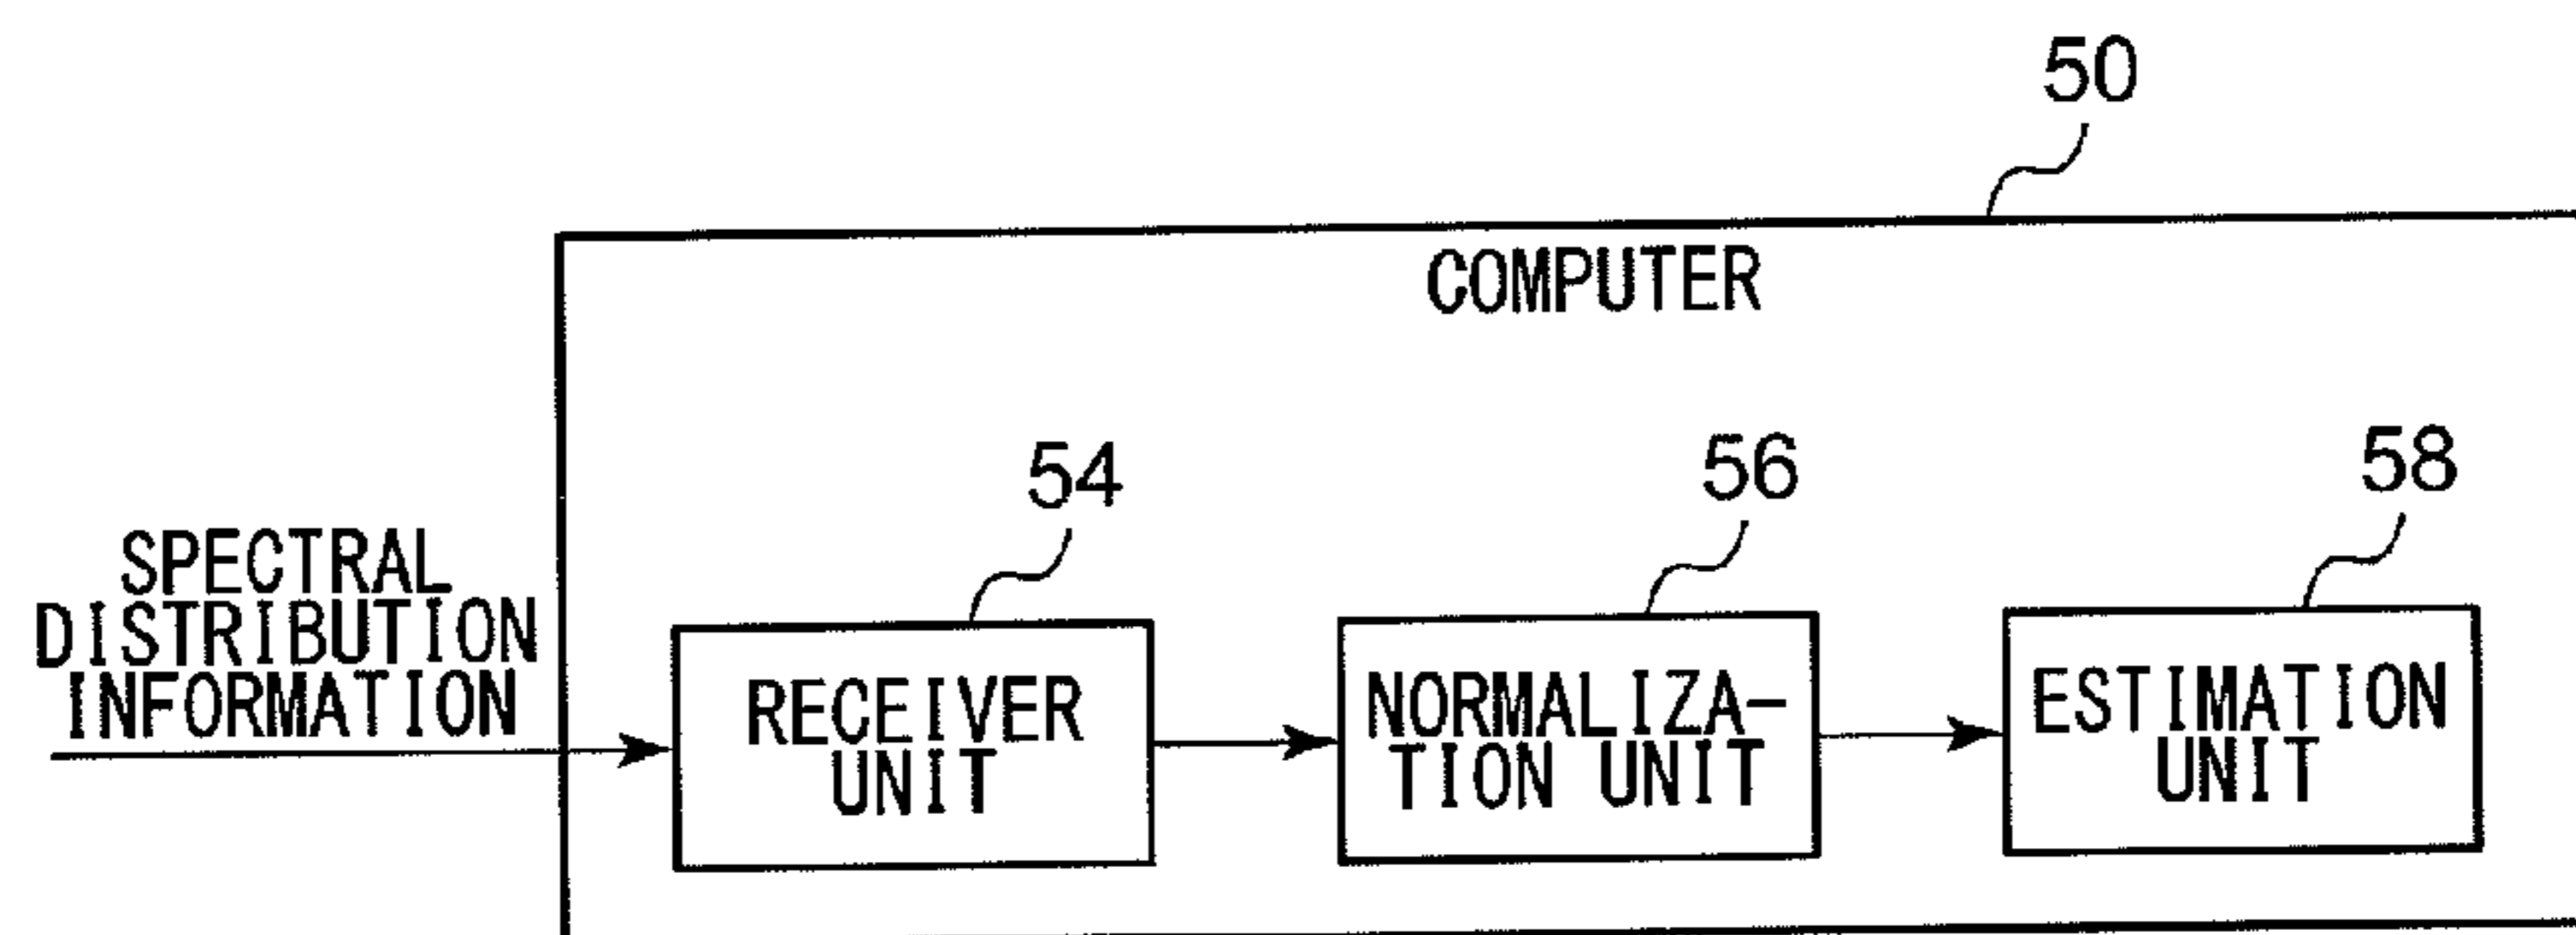 50
COMPUTER
54
56
58
SPECTRAL
DISTRIBUTION
INFORMATION
RECEIVER
UNIT
NORMALIZA-
TION UNIT
ESTIMATION
UNIT